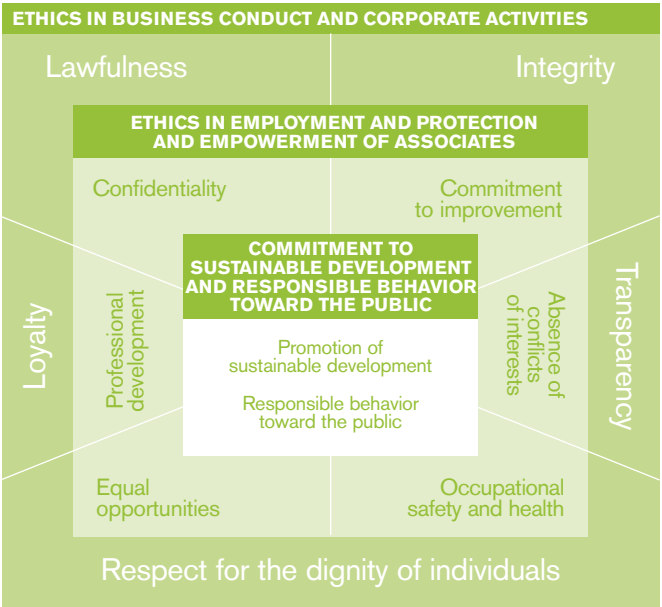 ETHICS IN BUSINESS CONDUCT AND CORPORATE ACTIVITIES
Lawfulness
Integrity
ETHICS IN EMPLOYMENT AND PROTECTION
AND EMPOWERMENT OF ASSOCIATES
Confidentiality
Commitment
to improvement
COMMITMENT TO
SUSTAINABLE DEVELOPMENT
AND RESPONSIBLE BEHAVIOR
TOWARD THE PUBLIC
Loyalty
Professional
development
Promotion of
sustainable development
Responsible behavior
toward the public
Absence of
conflicts
of interests
Transparency
Equal
opportunities
Occupational
safety and health
Respect for the dignity of individuals